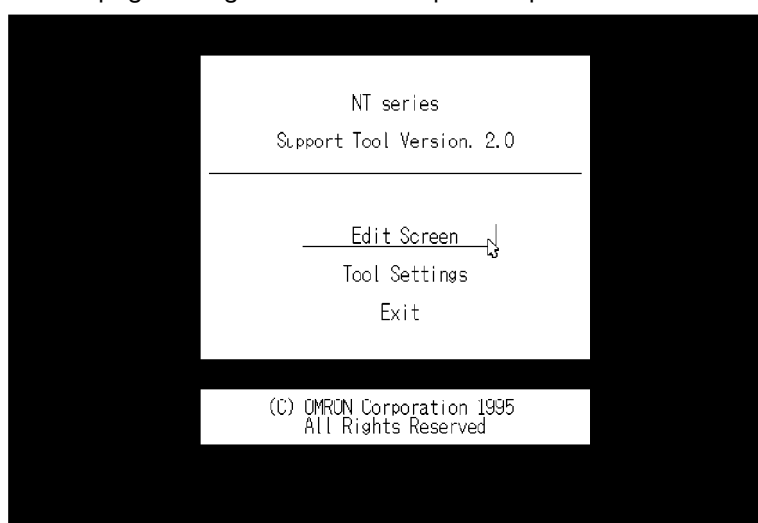 NT series
Support Tool Version. 2.0
Edit Screen
Tool Settings
Exit
(C) OMRON Corporation 1995
All Rights Reserved